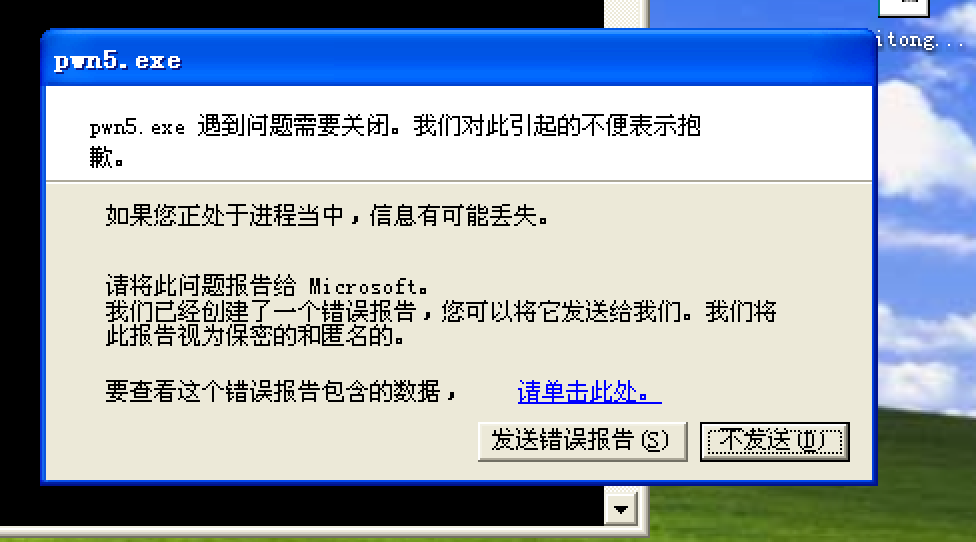 itong...
pwn5.exe
pwn5.exe 遇到问题需要关闭。我们对此引起的不便表示抱
歉。
如果您正处于进程当中，信息有可能丢失。
请将此问题报告给 Microsoft。
我们已经创建了一个错误报告，您可以将它发送给我们。我们将
此报告视为保密的和匿名的。
要查看这个错误报告包含的数据， 请单击此处。
发送错误报告(S) 不发送(D)